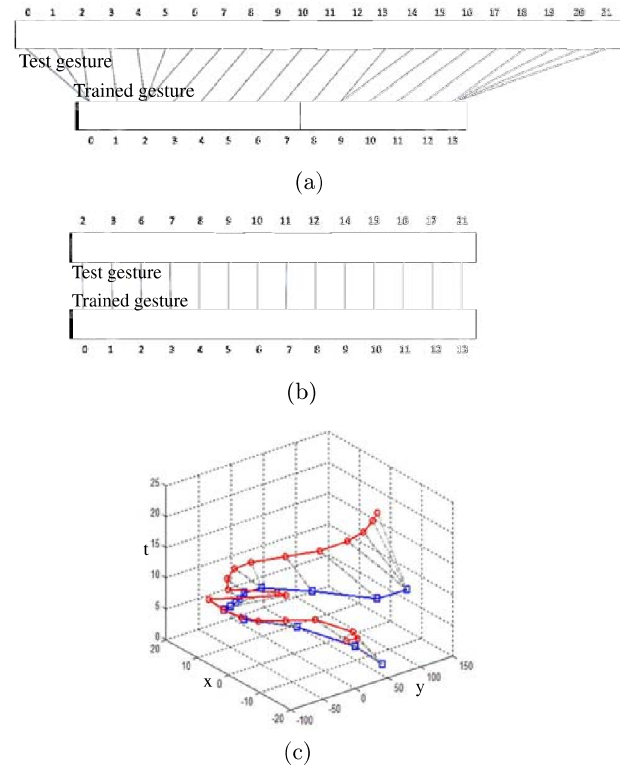 0 1 2 3 4 5 6 7 8 9 10 11 12 13 14 15 16 17 18 19 20 21
Test gesture
Trained gesture
0 1 2 3 4 5 6 7 8 9 10 11 12 13
(a)
2 3 6 7 8 9 10 11 12 14 15 16 17 21
Test gesture
Trained gesture
0 1 2 3 4 5 6 7 8 9 10 11 12 13
(b)
25
20
t 15
10
5
0
20
10
x 0
-10
-20
-100 -50 0 50 100 150
y
(c)